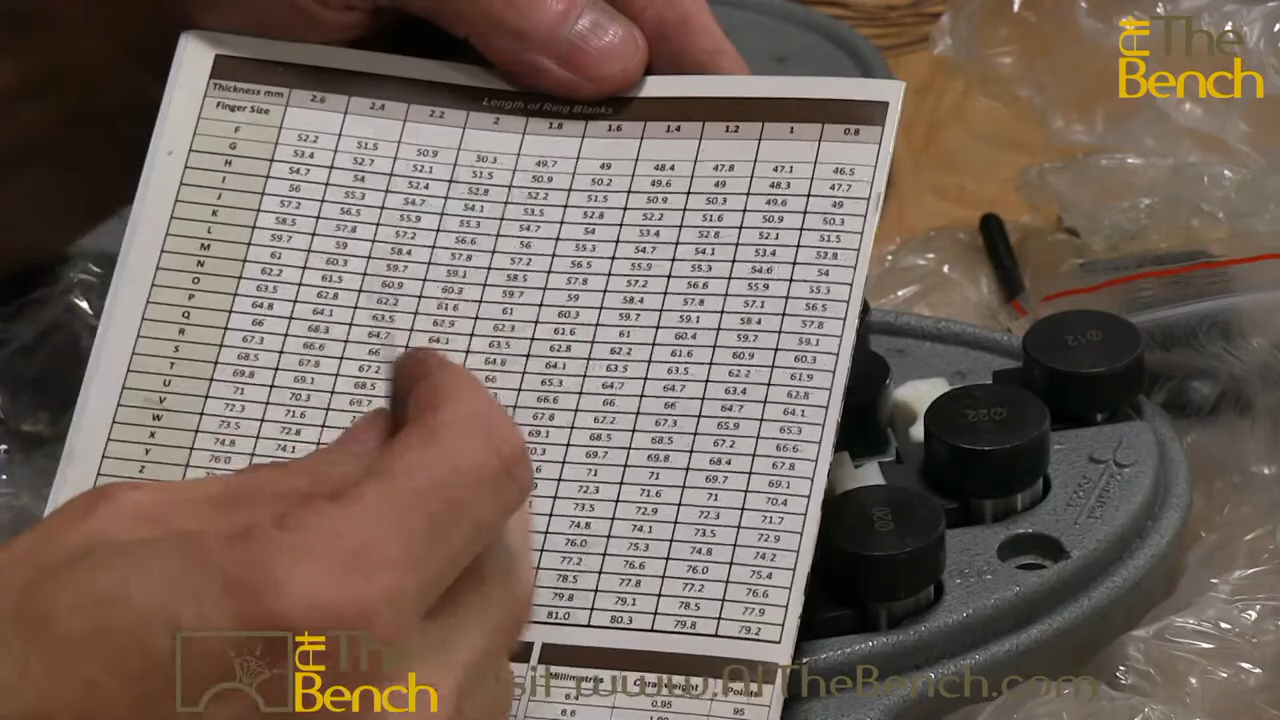 At The
Bench
Length of Ring Blanks
Thickness mm 2.6 2.4 2.2 2 1.8 1.6 1.4 1.2 1 0.8
Finger Size
F 52.2 51.5 50.9 50.3 49.7 49 48.4 47.8 47.1 46.5
G 53.4 52.7 52.1 51.5 50.9 50.2 49.6 49 48.3 47.7
H 54.7 54 52.4 52.8 52.2 51.5 50.9 50.3 49.6 49
I 56 55.3 54.7 54.1 53.5 52.8 52.2 51.6 50.9 50.3
J 57.2 56.5 55.9 55.3 54.7 54 53.4 52.8 52.1 51.5
K 58.5 57.8 57.2 56.6 56 55.3 54.7 54.1 53.4 52.8
L 59.7 59 58.4 57.8 57.2 56.5 55.9 55.3 54.6 54
M 61 60.3 59.7 59.1 58.5 57.8 57.2 56.6 55.9 55.3
N 62.2 61.5 60.9 60.3 59.7 59 58.4 57.8 57.1 56.5
O 63.5 62.8 62.2 61.6 61 60.3 59.7 59.1 58.4 57.8
P 64.8 64.1 63.5 62.9 62.3 61.6 61 60.4 59.7 59.1
Q 66 68.3 64.7 64.1 63.5 62.8 62.2 61.6 60.9 60.3
R 67.3 66.6 66 64.8 64.1 63.5 63.5 62.2 61.9
S 68.5 67.8 67.2 66 65.3 64.7 64.7 63.4 62.8
T 69.8 69.1 68.5 66.6 66 66 64.7 64.1
U 71 70.3 69.7 67.8 67.2 67.3 65.9 65.3
V 72.3 71.6 69.1 68.5 68.5 67.2 66.6
W 73.5 72.8 69.7 69.8 68.4 67.8
X 74.8 74.1 71 71 69.7 69.1
Y 76.0 72.3 71.6 71 70.4
Z 73.5 72.9 72.3 71.7
74.8 74.1 73.5 72.9
76.0 75.3 74.8 74.2
77.2 76.6 76.0 75.4
78.5 77.8 77.2 76.6
79.8 79.1 78.5 77.9
81.0 80.3 79.8 79.2
Millimetres Carat weight Points
6.4 0.95 95
6.6
Φ12
Φ22
Φ20
At The
Bench
visit www.AtTheBench.com